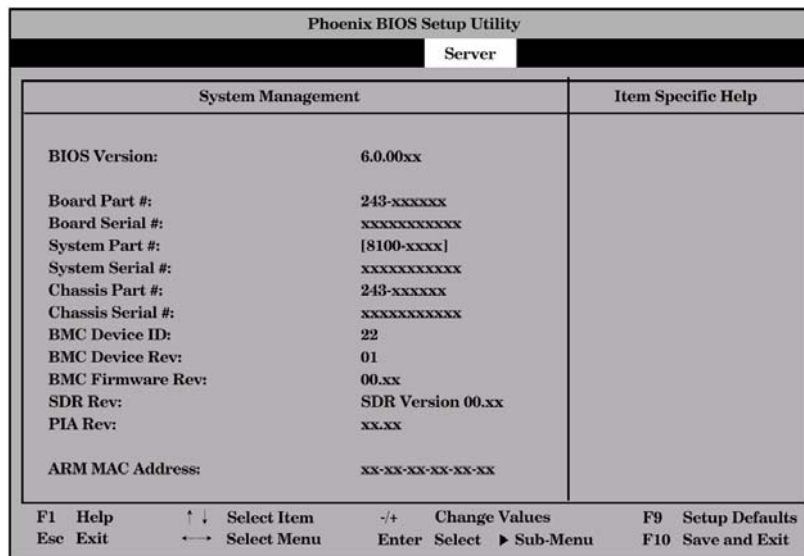 Phoenix BIOS Setup Utility
Server
System Management Item Specific Help
BIOS Version: 6.0.00xx
Board Part #: 243-xxxxxx
Board Serial #: xxxxxxxxxxx
System Part #: [8100-xxxx]
System Serial #: xxxxxxxxxxx
Chassis Part #: 243-xxxxxx
Chassis Serial #: xxxxxxxxxxx
BMC Device ID: 22
BMC Device Rev: 01
BMC Firmware Rev: 00.xx
SDR Rev: SDR Version 00.xx
PIA Rev: xx.xx
ARM MAC Address: xx-xx-xx-xx-xx-xx
F1 Help ↑ ↓ Select Item -/+ Change Values F9 Setup Defaults
Esc Exit ←→ Select Menu Enter Select ▶ Sub-Menu F10 Save and Exit